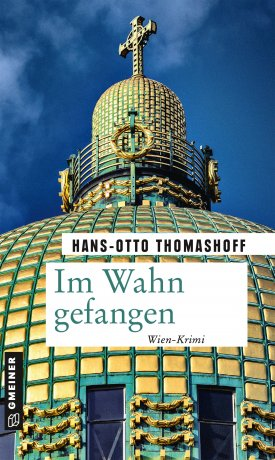 HANS-OTTO THOMASHOFF
Im Wahn
gefangen
Wien-Krimi
GMEINER